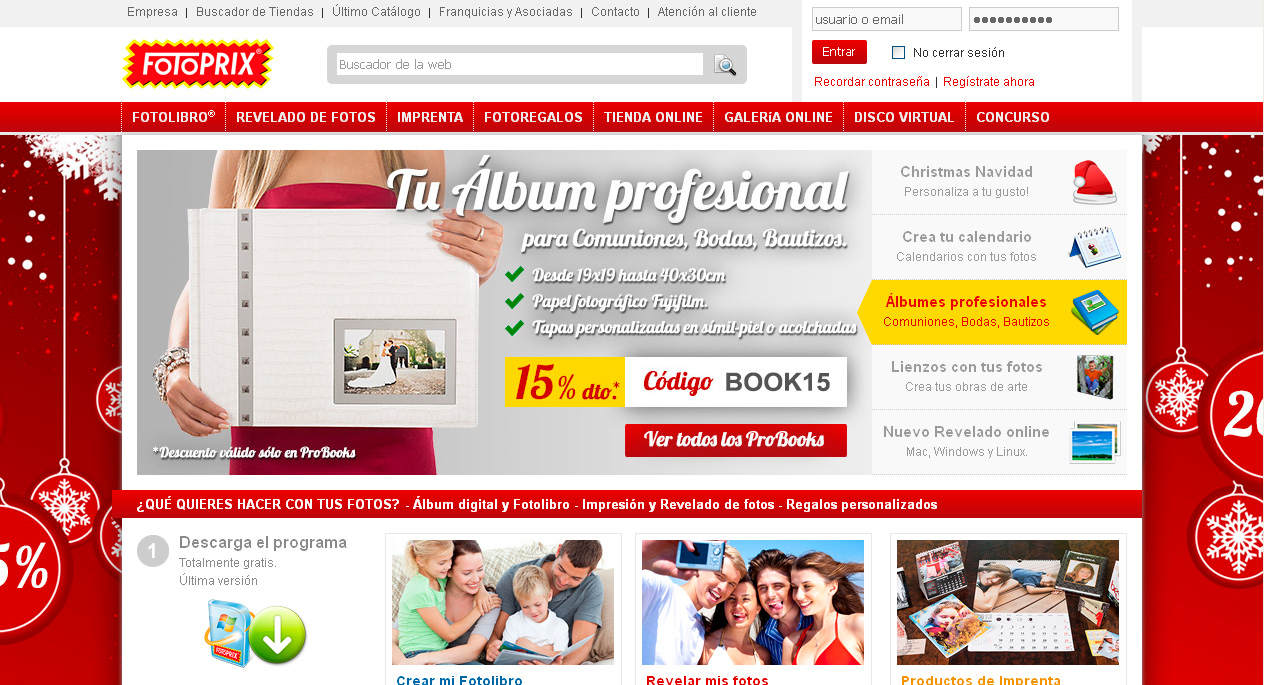 Empresa | Buscador de Tiendas | Último Catálogo | Franquicias y Asociadas | Contacto | Atención al cliente
usuario o email
FOTOPRIX®
Buscador de la web
Entrar
No cerrar sesión
Recordar contraseña | Regístrate ahora
FOTOLIBRO® REVELADO DE FOTOS IMPRENTA FOTOREGALOS TIENDA ONLINE GALERíA ONLINE DISCO VIRTUAL CONCURSO
Tu Álbum profesional
para Comuniones, Bodas, Bautizos.
Desde 19x19 hasta 40x30cm
Papel fotográfico Fujifilm.
Tapas personalizadas en símil-piel o acolchadas
15% dto.* Código BOOK15
Ver todos los ProBooks
*Descuento válido sólo en ProBooks
Christmas Navidad
Personaliza a tu gusto!
Crea tu calendario
Calendarios con tus fotos
Álbumes profesionales
Comuniones, Bodas, Bautizos
Lienzos con tus fotos
Crea tus obras de arte
Nuevo Revelado online
Mac, Windows y Linux.
20
5%
¿QUÉ QUIERES HACER CON TUS FOTOS? - Álbum digital y Fotolibro - Impresión y Revelado de fotos - Regalos personalizados
1 Descarga el programa
Totalmente gratis.
Última versión
FOTOPRIX
Crear mi Fotolibro
Revelar mis fotos
Productos de Imprenta